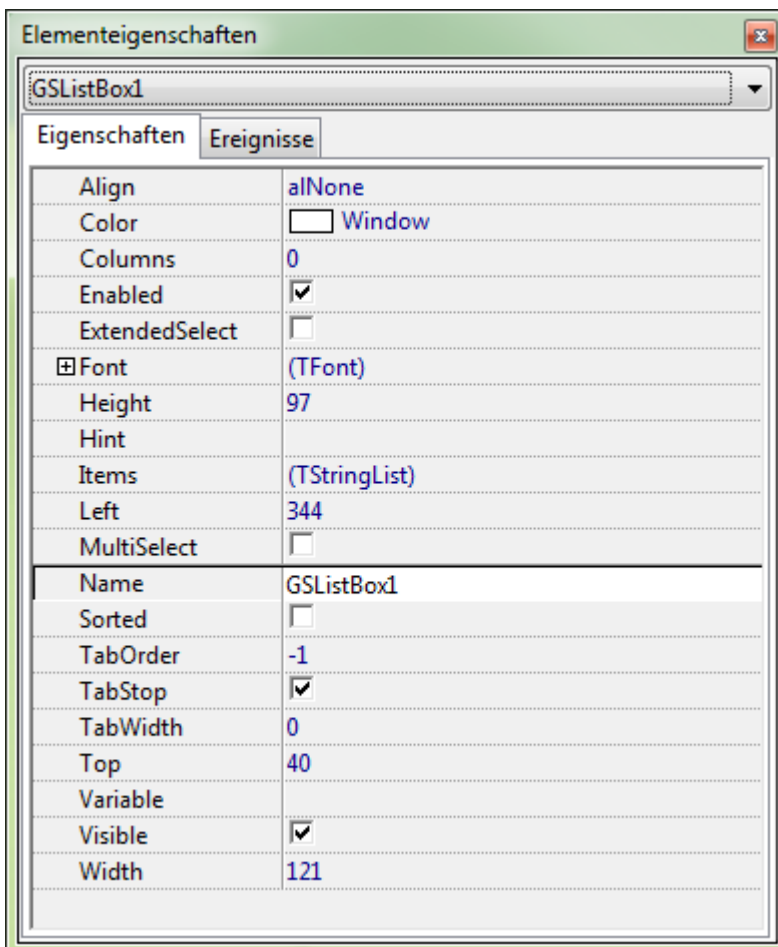 Elementeigenschaften
GSListBox1
Eigenschaften Ereignisse
Align alNone
Color Window
Columns 0
Enabled
ExtendedSelect
Font (TFont)
Height 97
Hint
Items (TStringList)
Left 344
MultiSelect
Name GSListBox1
Sorted
TabOrder -1
TabStop
TabWidth 0
Top 40
Variable
Visible
Width 121